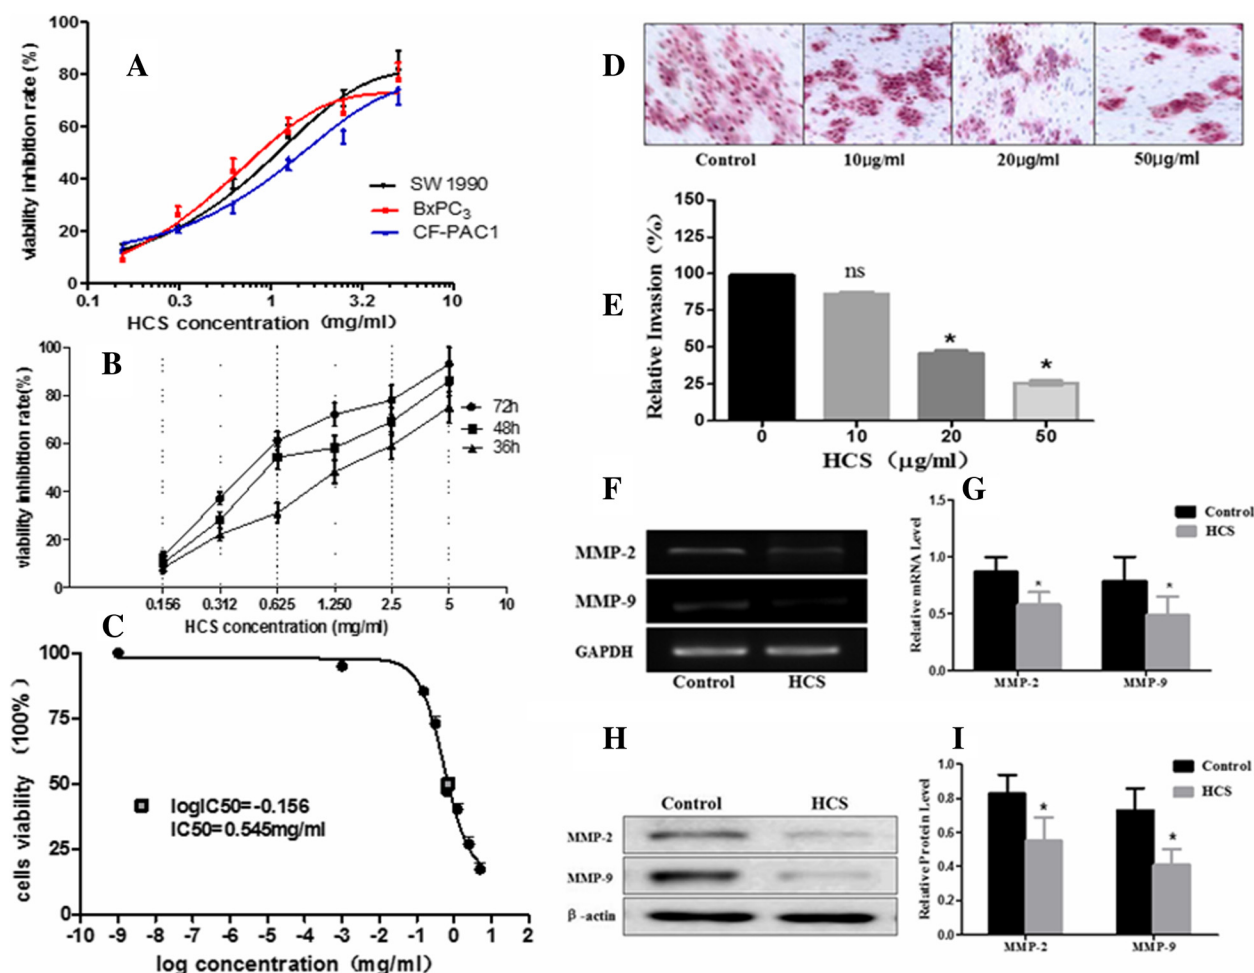 A
viability inhibition rate (%)
100
80
60
40
20
0
SW1990
BxPC3
CF-PAC1
0.1
0.3
1
3.2
10
HCS concentration (mg/ml)
B
viability inhibition rate(%)
100
80
60
40
20
0
72h
48h
36h
0.156
0.312
0.625
1.250
2.5
5
10
HCS concentration (mg/ml)
C
cells viability (100%)
100
75
50
25
0
logIC50=-0.156
IC50=0.545mg/ml
-10 -9 -8 -7 -6 -5 -4 -3 -2 -1 0 1 2
log concentration (mg/ml)
D
Control
10μg/ml
20μg/ml
50μg/ml
E
Relative Invasion (%)
150
100
75
50
25
0
ns
*
*
0
10
20
50
HCS (μg/ml)
F
MMP-2
MMP-9
GAPDH
Control
HCS
G
Relative mRNA Level
1.5
1.0
0.5
0.0
Control
HCS
*
*
MMP-2
MMP-9
H
Control
HCS
MMP-2
MMP-9
β-actin
I
Relative Protein Level
1.0
0.8
0.6
0.4
0.2
0.0
Control
HCS
*
*
MMP-2
MMP-9